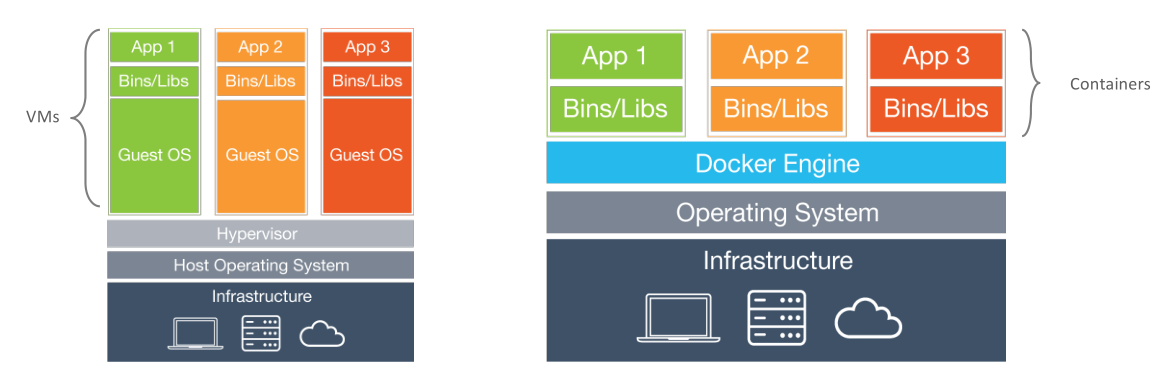 VMs
App 1
App 2
App 3
Bins/Libs
Bins/Libs
Bins/Libs
Guest OS
Guest OS
Guest OS
Hypervisor
Host Operating System
Infrastructure
App 1
App 2
App 3
Bins/Libs
Bins/Libs
Bins/Libs
Containers
Docker Engine
Operating System
Infrastructure